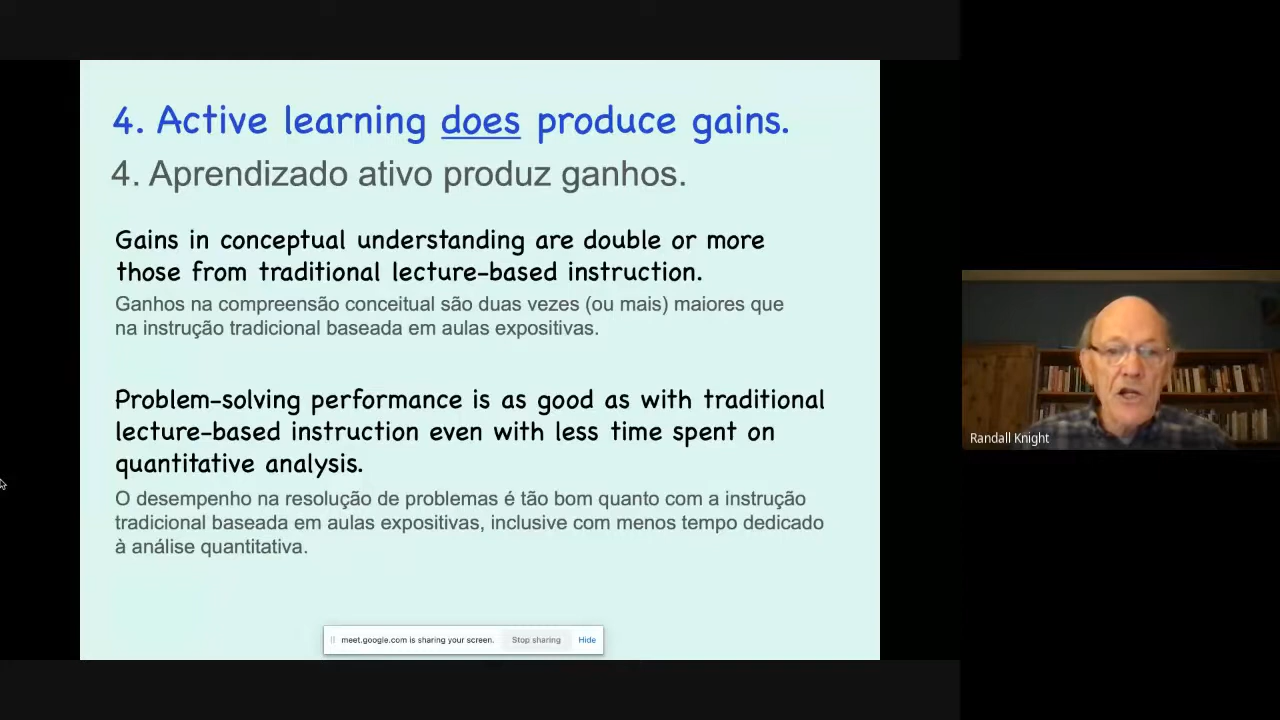 4. Active learning does produce gains.
4. Aprendizado ativo produz ganhos.
Gains in conceptual understanding are double or more
those from traditional lecture-based instruction.
Ganhos na compreensão conceitual são duas vezes (ou mais) maiores que
na instrução tradicional baseada em aulas expositivas.
Problem-solving performance is as good as with traditional
lecture-based instruction even with less time spent on
quantitative analysis.
O desempenho na resolução de problemas é tão bom quanto com a instrução
tradicional baseada em aulas expositivas, inclusive com menos tempo dedicado
à análise quantitativa.
meet.google.com is sharing your screen. Stop sharing Hide
Randall Knight